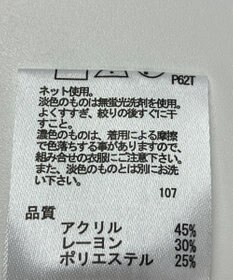 P62T
ネット使用。
淡色のものは無蛍光洗剤を使用。
よくすすぎ、絞りの後すぐに干
すこと。
濃色のものは、着用による摩擦
で色落ちする事がありますので、
組み合せの衣服にご注意下さい。
また、淡色のものとは別にお洗
い下さい。
107
品質
アクリル 45%
レーヨン 30%
ポリエステル 25%